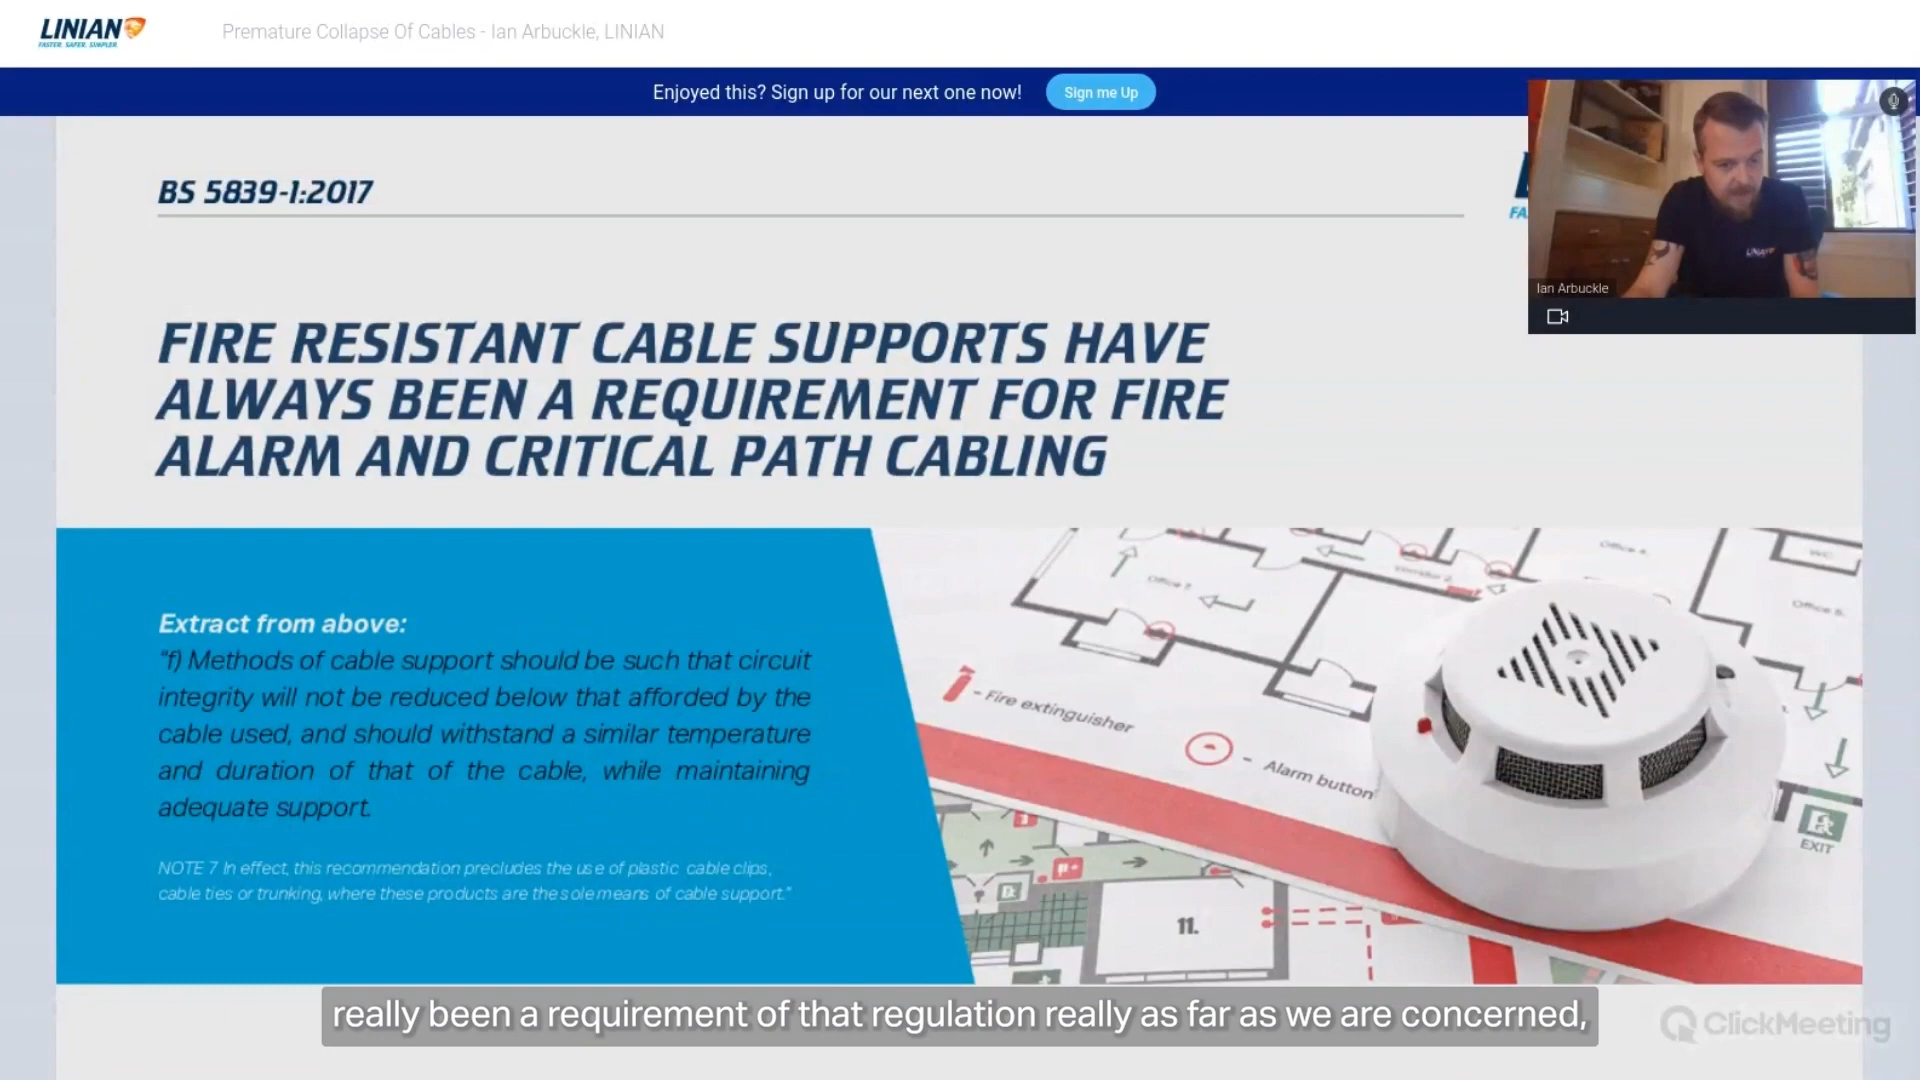 LINIAN
FASTER. SAFER. SIMPLER.
Premature Collapse Of Cables - Ian Arbuckle, LINIAN
Enjoyed this? Sign up for our next one now!
Sign me Up
BS 5839-1:2017
FA
LINIAN
Ian Arbuckle
FIRE RESISTANT CABLE SUPPORTS HAVE
ALWAYS BEEN A REQUIREMENT FOR FIRE
ALARM AND CRITICAL PATH CABLING
Extract from above:
"f) Methods of cable support should be such that circuit
integrity will not be reduced below that afforded by the
cable used, and should withstand a similar temperature
and duration of that of the cable, while maintaining
adequate support.
NOTE 7 In effect, this recommendation precludes the use of plastic cable clips,
cable ties or trunking, where these products are the sole means of cable support."
Office 7
WC
- Fire extinguisher
- Alarm button
EXIT
11.
really been a requirement of that regulation really as far as we are concerned,
ClickMeeting